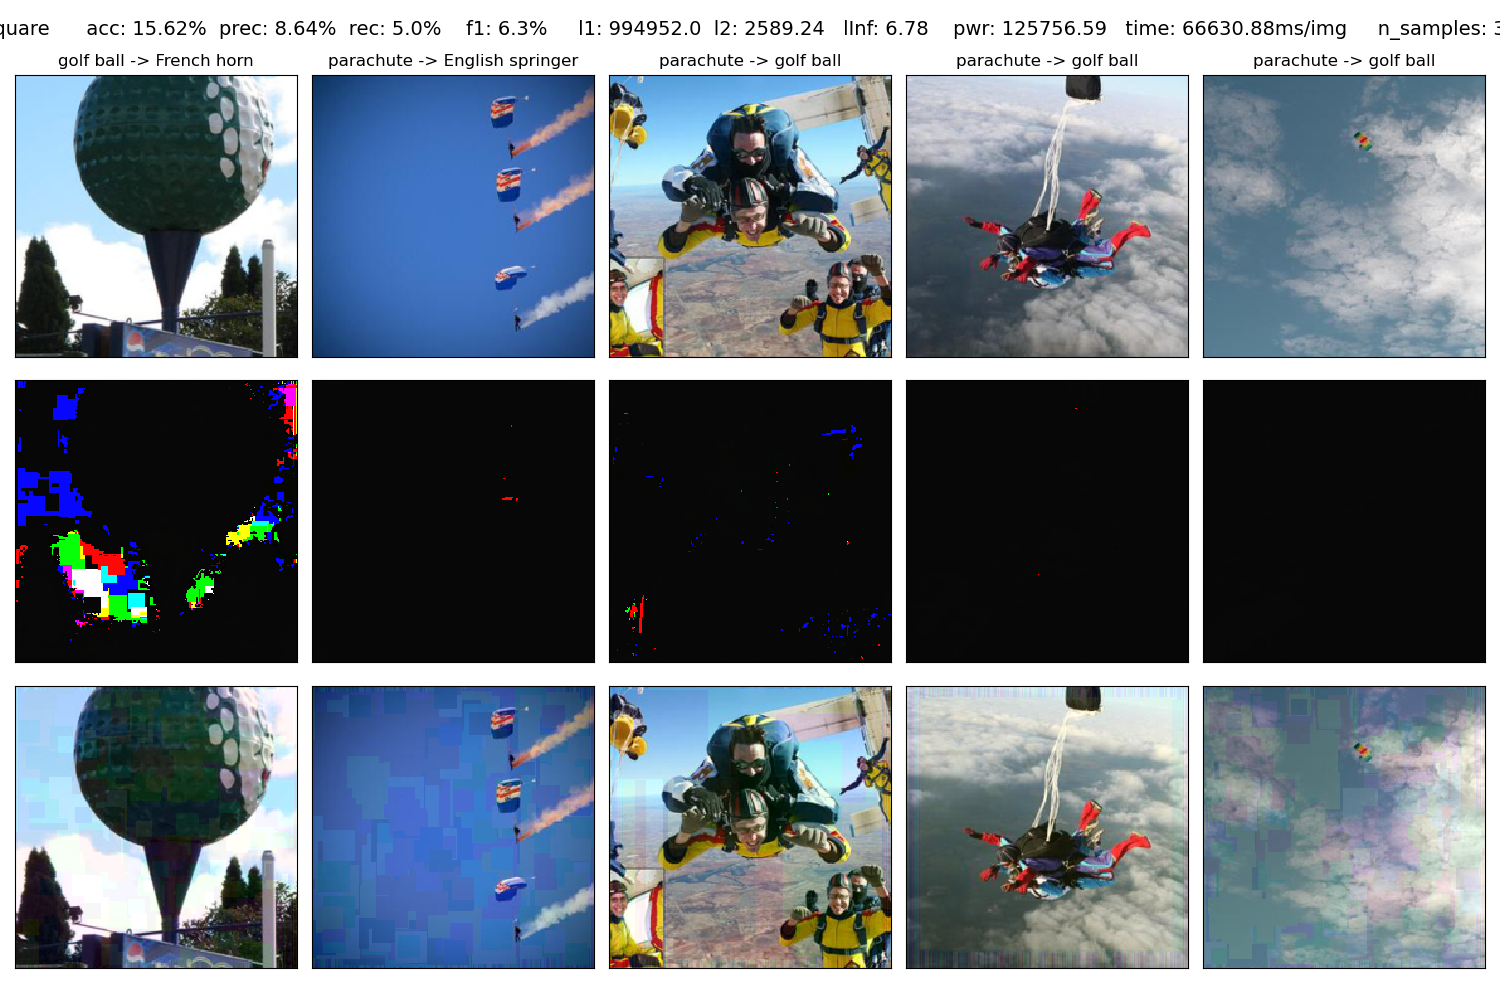 quare acc: 15.62% prec: 8.64% rec: 5.0% f1: 6.3% l1: 994952.0 l2: 2589.24 lInf: 6.78 pwr: 125756.59 time: 66630.88ms/img n_samples: 3
golf ball -> French horn
parachute -> English springer
parachute -> golf ball
parachute -> golf ball
parachute -> golf ball